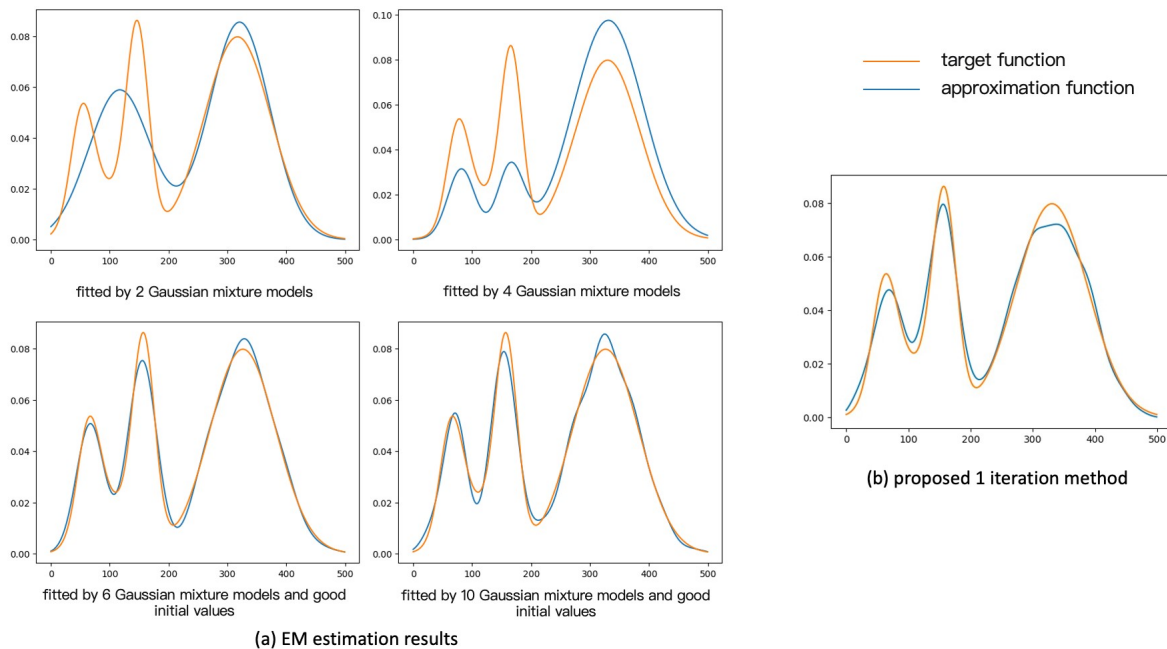 0.08
0.06
0.04
0.02
0.00
0 100 200 300 400 500
fitted by 2 Gaussian mixture models
0.10
0.08
0.06
0.04
0.02
0.00
0 100 200 300 400 500
fitted by 4 Gaussian mixture models
0.08
0.06
0.04
0.02
0.00
0 100 200 300 400 500
fitted by 6 Gaussian mixture models and good
initial values
0.08
0.06
0.04
0.02
0.00
0 100 200 300 400 500
fitted by 10 Gaussian mixture models and good
initial values
(a) EM estimation results
target function
approximation function
0.08
0.06
0.04
0.02
0.00
0 100 200 300 400 500
(b) proposed 1 iteration method